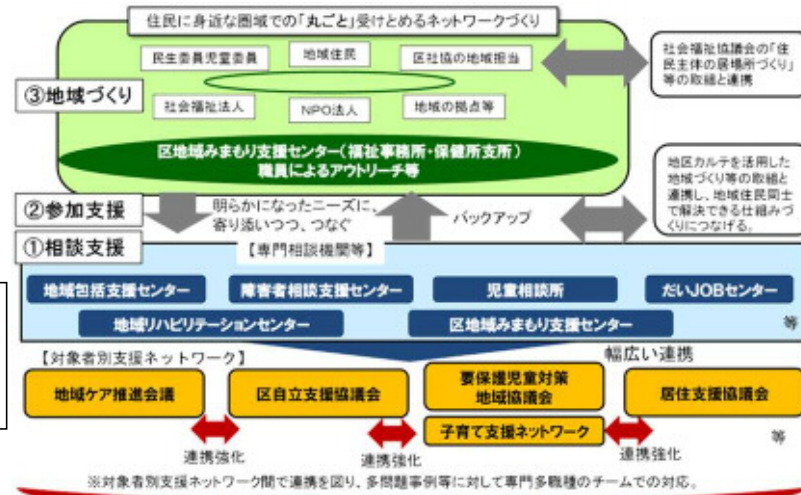 住民に身近な圏域での「丸ごと」受けとめるネットワークづくり
民生委員児童委員
地域住民
区社協の地域担当
社会福祉協議会の「住
民主体の居場所づくり」
等の取組と連携
③地域づくり
社会福祉法人
NPO法人
地域の拠点等
区地域みまもり支援センター(福祉事務所・保健所支所)
職員によるアウトリーチ等
地区カルテを活用した
地域づくり等の取組と
連携し、地域住民同士
で解決できる仕組みづ
くりにつなげる。
②参加支援
明らかになったニーズに、
寄り添いつつ、つなぐ
バックアップ
①相談支援
【専門相談機関等】
地域包括支援センター
障害者相談支援センター
児童相談所
だいJOBセンター
地域リハビリテーションセンター
区地域みまもり支援センター
等
【対象者別支援ネットワーク】
幅広い連携
地域ケア推進会議
区自立支援協議会
要保護児童対策
地域協議会
居住支援協議会
子育て支援ネットワーク
等
連携強化
連携強化
連携強化
※対象者別支援ネットワーク間で連携を図り、多問題事例等に対して専門多職種のチームでの対応。